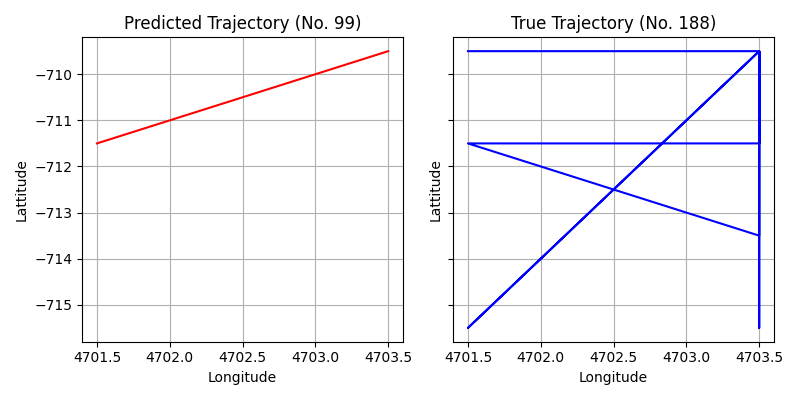 Predicted Trajectory (No. 99)
True Trajectory (No. 188)
Lattitude
−710
−711
−712
−713
−714
−715
4701.5 4702.0 4702.5 4703.0 4703.5
Longitude
Lattitude
4701.5 4702.0 4702.5 4703.0 4703.5
Longitude